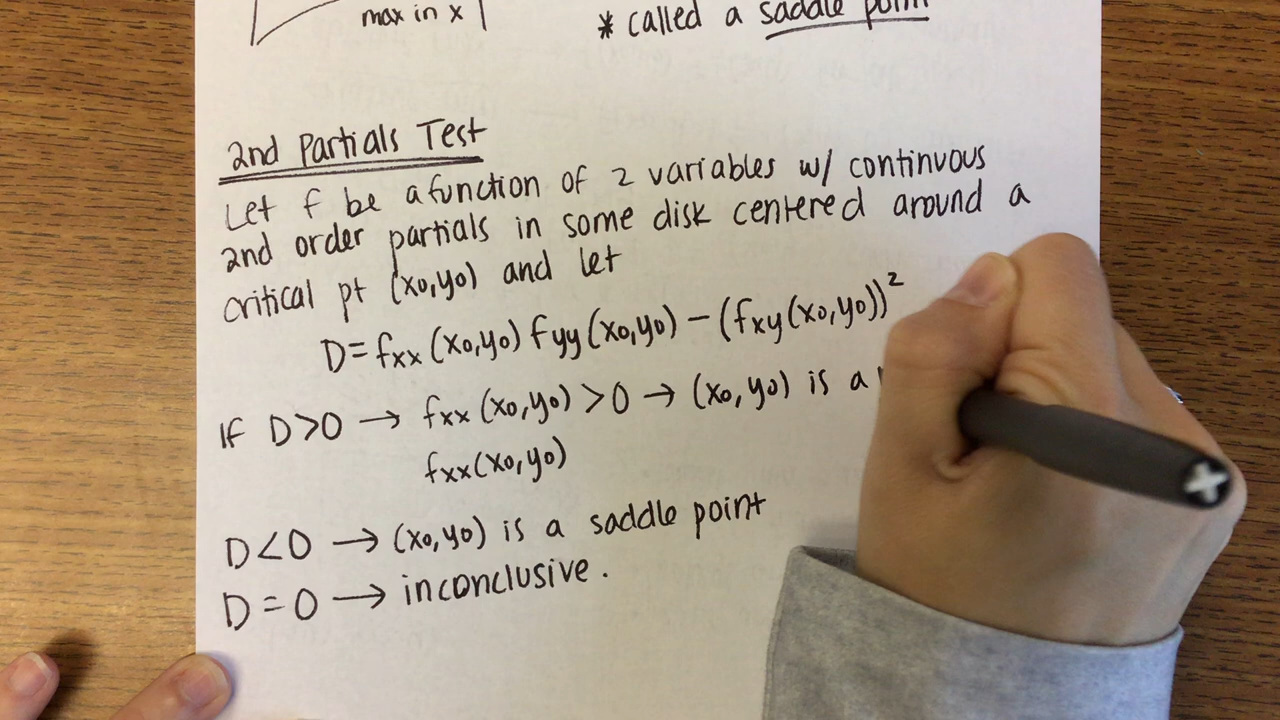 max in x
* called a saddle point
2nd Partials Test
Let f be a function of 2 variables w/ continuous
2nd order partials in some disk centered around a
critical pt (x0,y0) and let
D=fxx(x0,y0)fyy(x0,y0)-(fxy(x0,y0))²
If D>0 → fxx(x0,y0)>0 → (x0,y0) is a
fxx(x0,y0)
D<0 → (x0,y0) is a saddle point
D=0 → inconclusive.